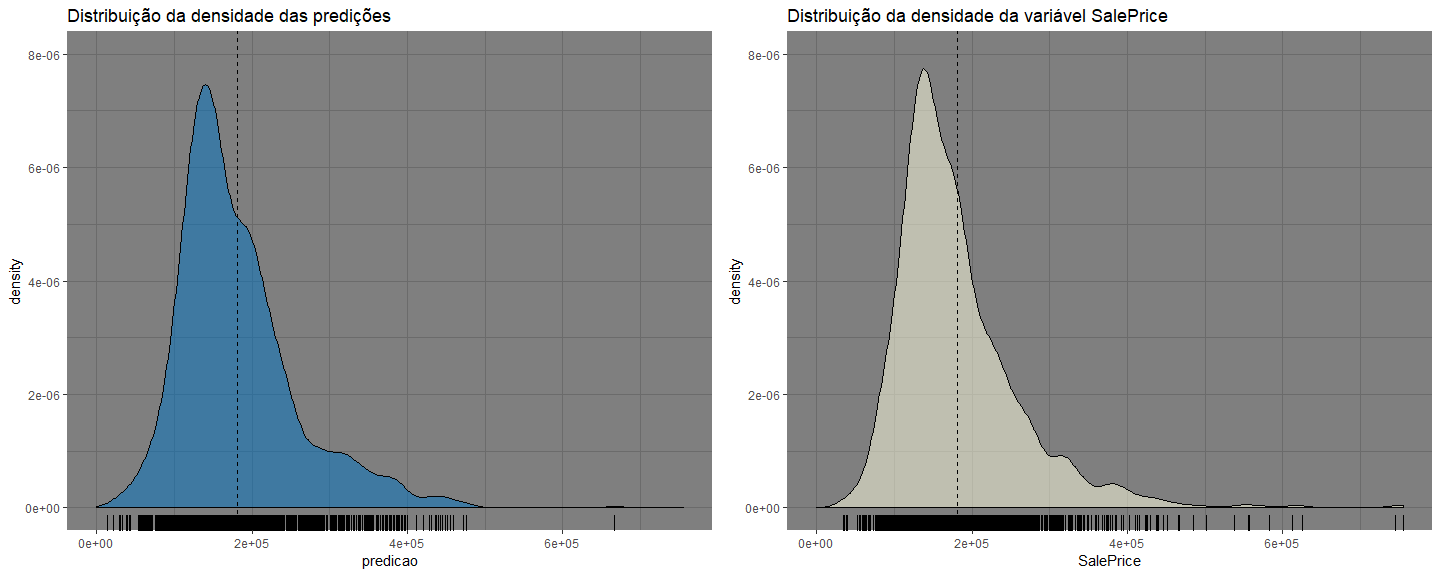 Distribuição da densidade das predições
8e-06
6e-06
4e-06
2e-06
0e+00
density
0e+00 2e+05 4e+05 6e+05
predicao
Distribuição da densidade da variável SalePrice
8e-06
6e-06
4e-06
2e-06
0e+00
density
0e+00 2e+05 4e+05 6e+05
SalePrice